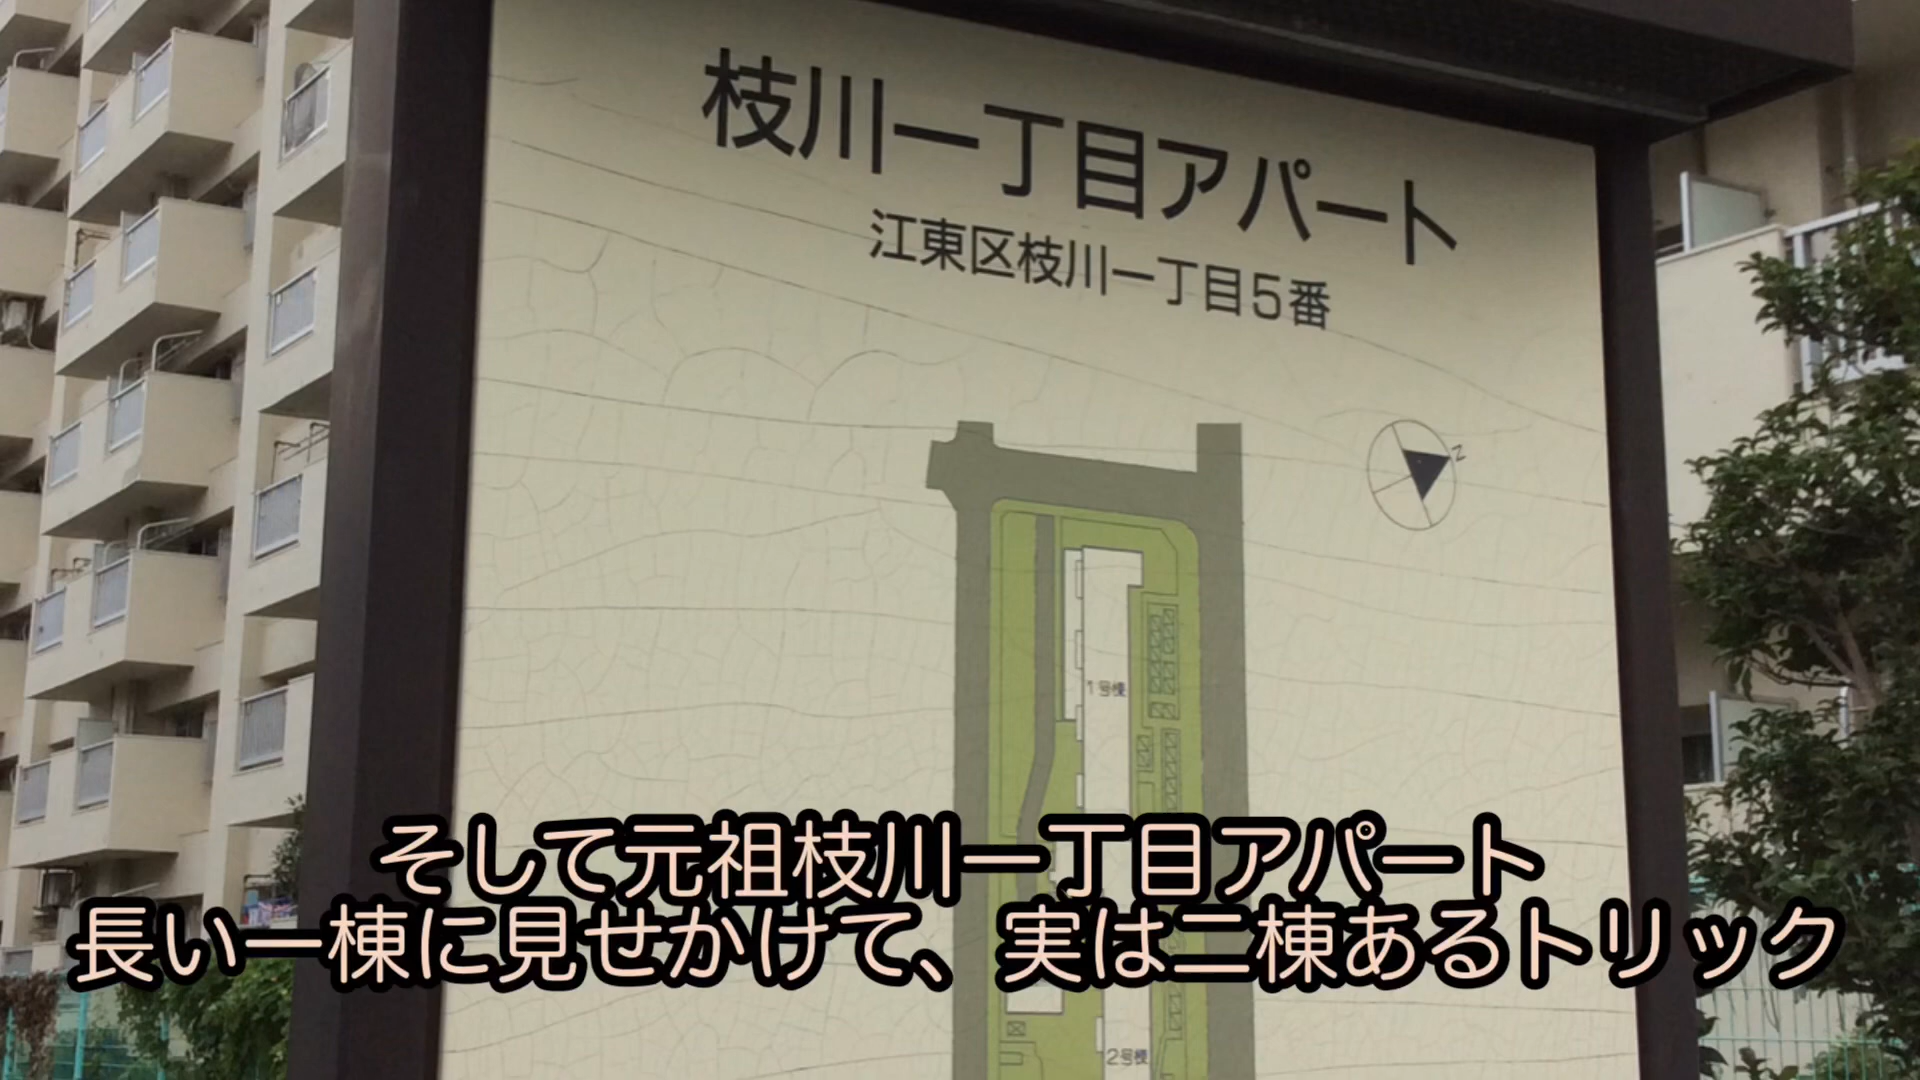 枝川一丁目アパート
江東区枝川一丁目5番
N
1号棟
そして元祖枝川一丁目アパート
長い一棟に見せかけて、実は二棟あるトリック
2号棟